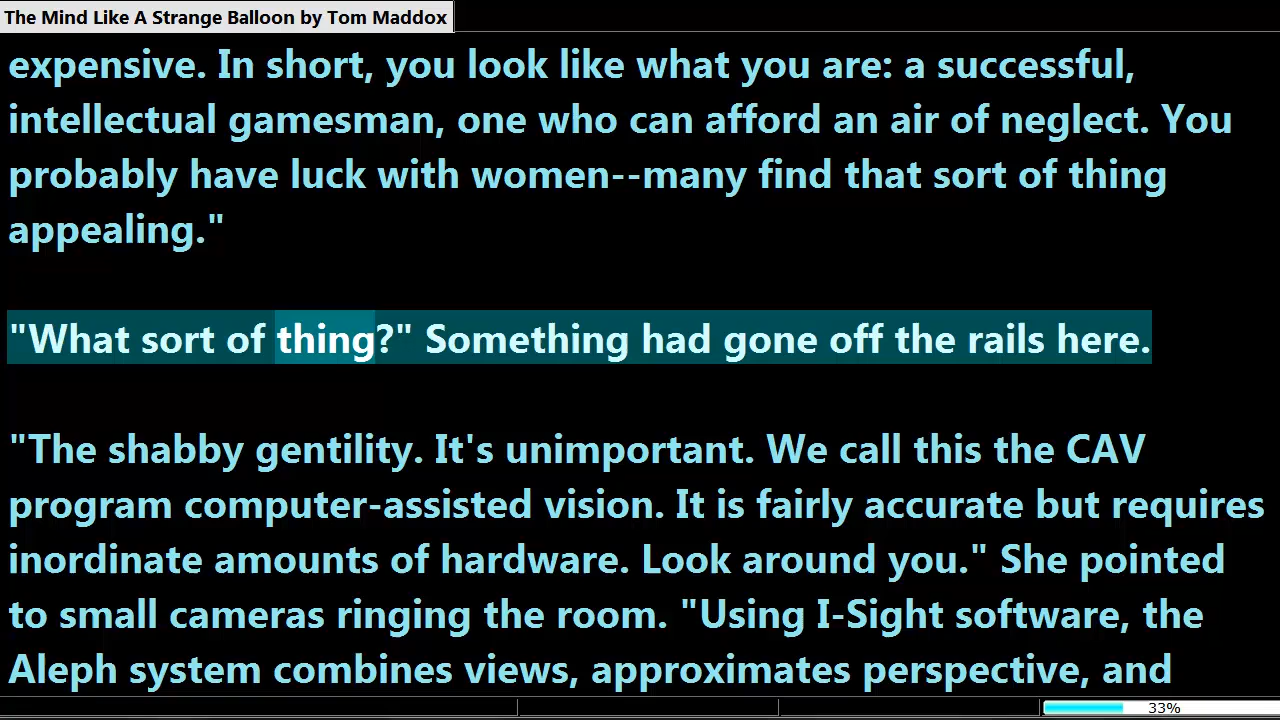 The Mind Like A Strange Balloon by Tom Maddox
expensive. In short, you look like what you are: a successful,
intellectual gamesman, one who can afford an air of neglect. You
probably have luck with women--many find that sort of thing
appealing."
"What sort of thing?" Something had gone off the rails here.
"The shabby gentility. It's unimportant. We call this the CAV
program computer-assisted vision. It is fairly accurate but requires
inordinate amounts of hardware. Look around you." She pointed
to small cameras ringing the room. "Using I-Sight software, the
Aleph system combines views, approximates perspective, and
33%